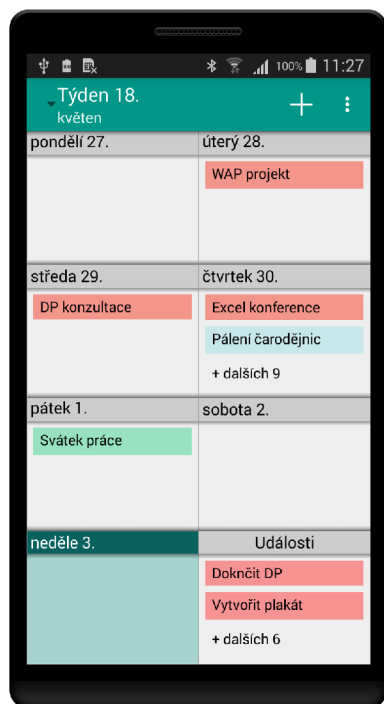 100% 11:27
Týden 18.
květen
pondělí 27.
úterý 28.
WAP projekt
středa 29.
čtvrtek 30.
DP konzultace
Excel konference
Pálení čarodějnic
+ dalších 9
pátek 1.
sobota 2.
Svátek práce
neděle 3.
Události
Doknčit DP
Vytvořit plakát
+ dalších 6